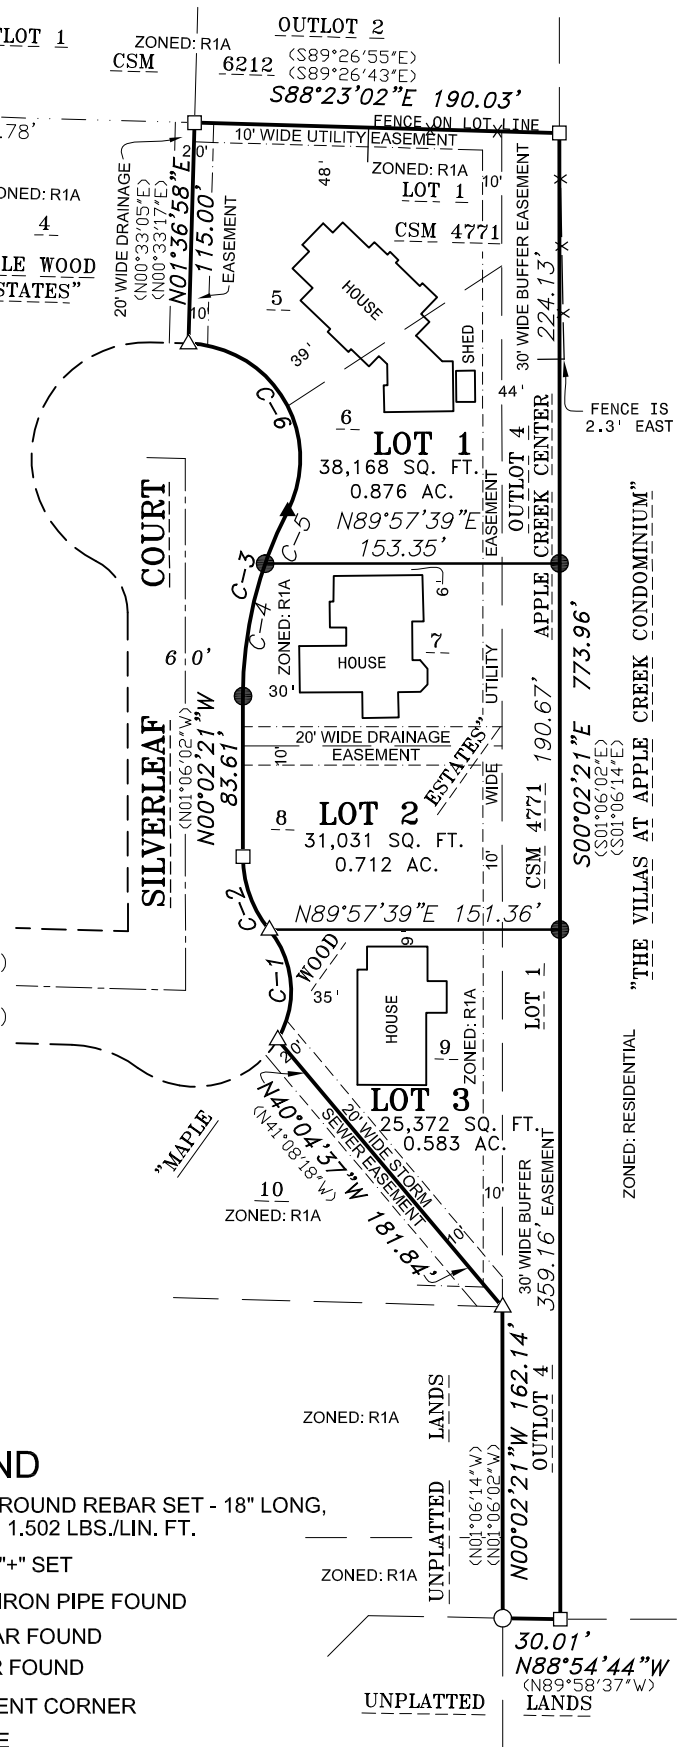 TLOT 1
OUTLOT 2
ZONED: R1A
CSM 6212
(S89°26'55"E)
(S89°26'43"E)
S88°23'02"E 190.03'
FENCE ON LOT LINE
10' WIDE UTILITY EASEMENT
.78'
20'
ZONED: R1A
LOT 1
10'
48'
CSM 4771
ONED: R1A
4
LE WOOD
STATES"
20' WIDE DRAINAGE
(N00°33'05"E)
(N00°33'17"E)
N01°36'58"E
115.00'
EASEMENT
10'
30' WIDE BUFFER EASEMENT
224.13'
5
HOUSE
39'
SHED
44'
C-6
6
FENCE IS
2.3' EAST
LOT 1
38,168 SQ. FT.
0.876 AC.
N89°57'39"E
153.35'
EASEMENT
OUTLOT 4
APPLE CREEK CENTER
COURT
C-5
C-3
C-4
ZONED: R1A
6'
HOUSE
7
60'
30'
UTILITY
"THE VILLAS AT APPLE CREEK CONDOMINIUM"
S00°02'21"E 773.96'
(S01°06'02"E)
(S01°06'14"E)
190.67'
SILVERLEAF
(N01°06'02"W)
N00°02'21"W
83.61'
20' WIDE DRAINAGE
EASEMENT
10'
ESTATES"
WIDE
8
LOT 2
31,031 SQ. FT.
0.712 AC.
10'
CSM 4771
C-2
N89°57'39"E 151.36'
C-1
WOOD
9'
35'
HOUSE
9
ZONED: R1A
LOT 1
20'
LOT 3
25,372 SQ. FT.
0.583 AC.
N40°04'37"W 181.84'
(N41°08'18"W)
20' WIDE STORM
SEWER EASEMENT
"MAPLE
10
ZONED: R1A
10'
10'
30' WIDE BUFFER EASEMENT
359.16'
ZONED: RESIDENTIAL
N00°02'21"W 162.14'
(N01°06'14"W)
(N01°06'02"W)
OUTLOT 4
ZONED: R1A
UNPLATTED LANDS
ND
ROUND REBAR SET - 18" LONG,
1.502 LBS./LIN. FT.
"+" SET
IRON PIPE FOUND
ZONED: R1A
AR FOUND
R FOUND
ENT CORNER
E
30.01'
N88°54'44"W
(N89°58'37"W)
UNPLATTED LANDS